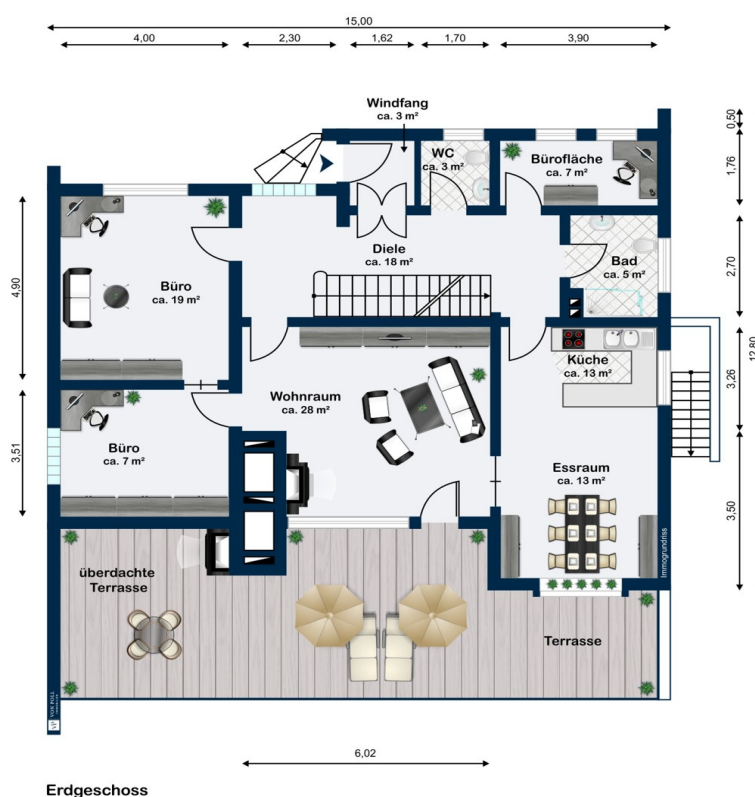 15,00
4,00
2,30
1,62
1,70
3,90
Windfang
ca. 3 m²
WC
ca. 3 m²
Bürofläche
ca. 7 m²
0,50
1,76
Diele
ca. 18 m²
Bad
ca. 5 m²
2,70
4,90
Büro
ca. 19 m²
12,80
3,26
Küche
ca. 13 m²
Wohnraum
ca. 28 m²
3,51
Büro
ca. 7 m²
Essraum
ca. 13 m²
3,50
Immogrundriss
überdachte
Terrasse
Terrasse
VP VON POLL
6,02
Erdgeschoss